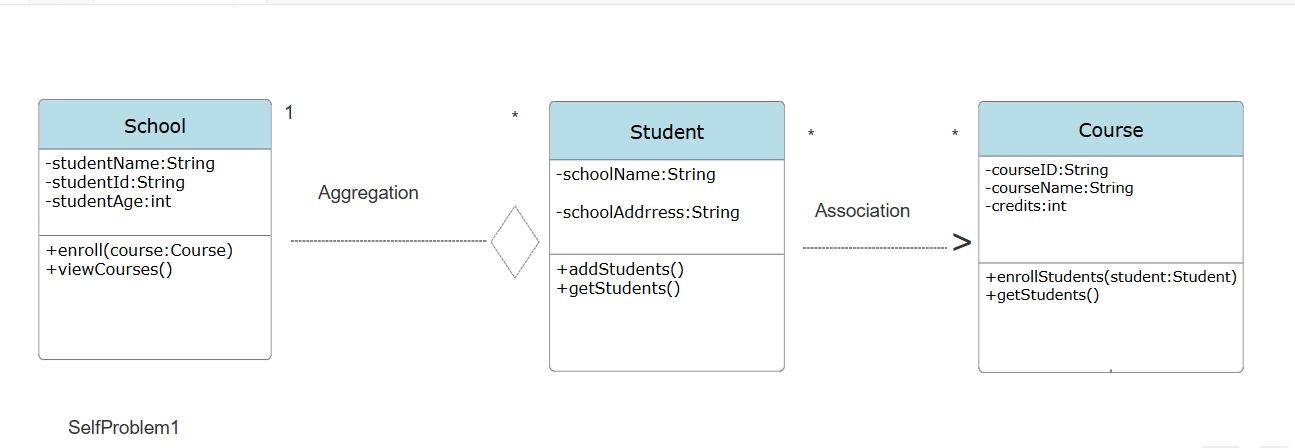 School
1
-studentName:String
-studentId:String
-studentAge:int
+enroll(course:Course)
+viewCourses()
Aggregation
*
Student
-schoolName:String
-schoolAddrress:String
+addStudents()
+getStudents()
*
*
Association
>
Course
-courseID:String
-courseName:String
-credits:int
+enrollStudents(student:Student)
+getStudents()
SelfProblem1